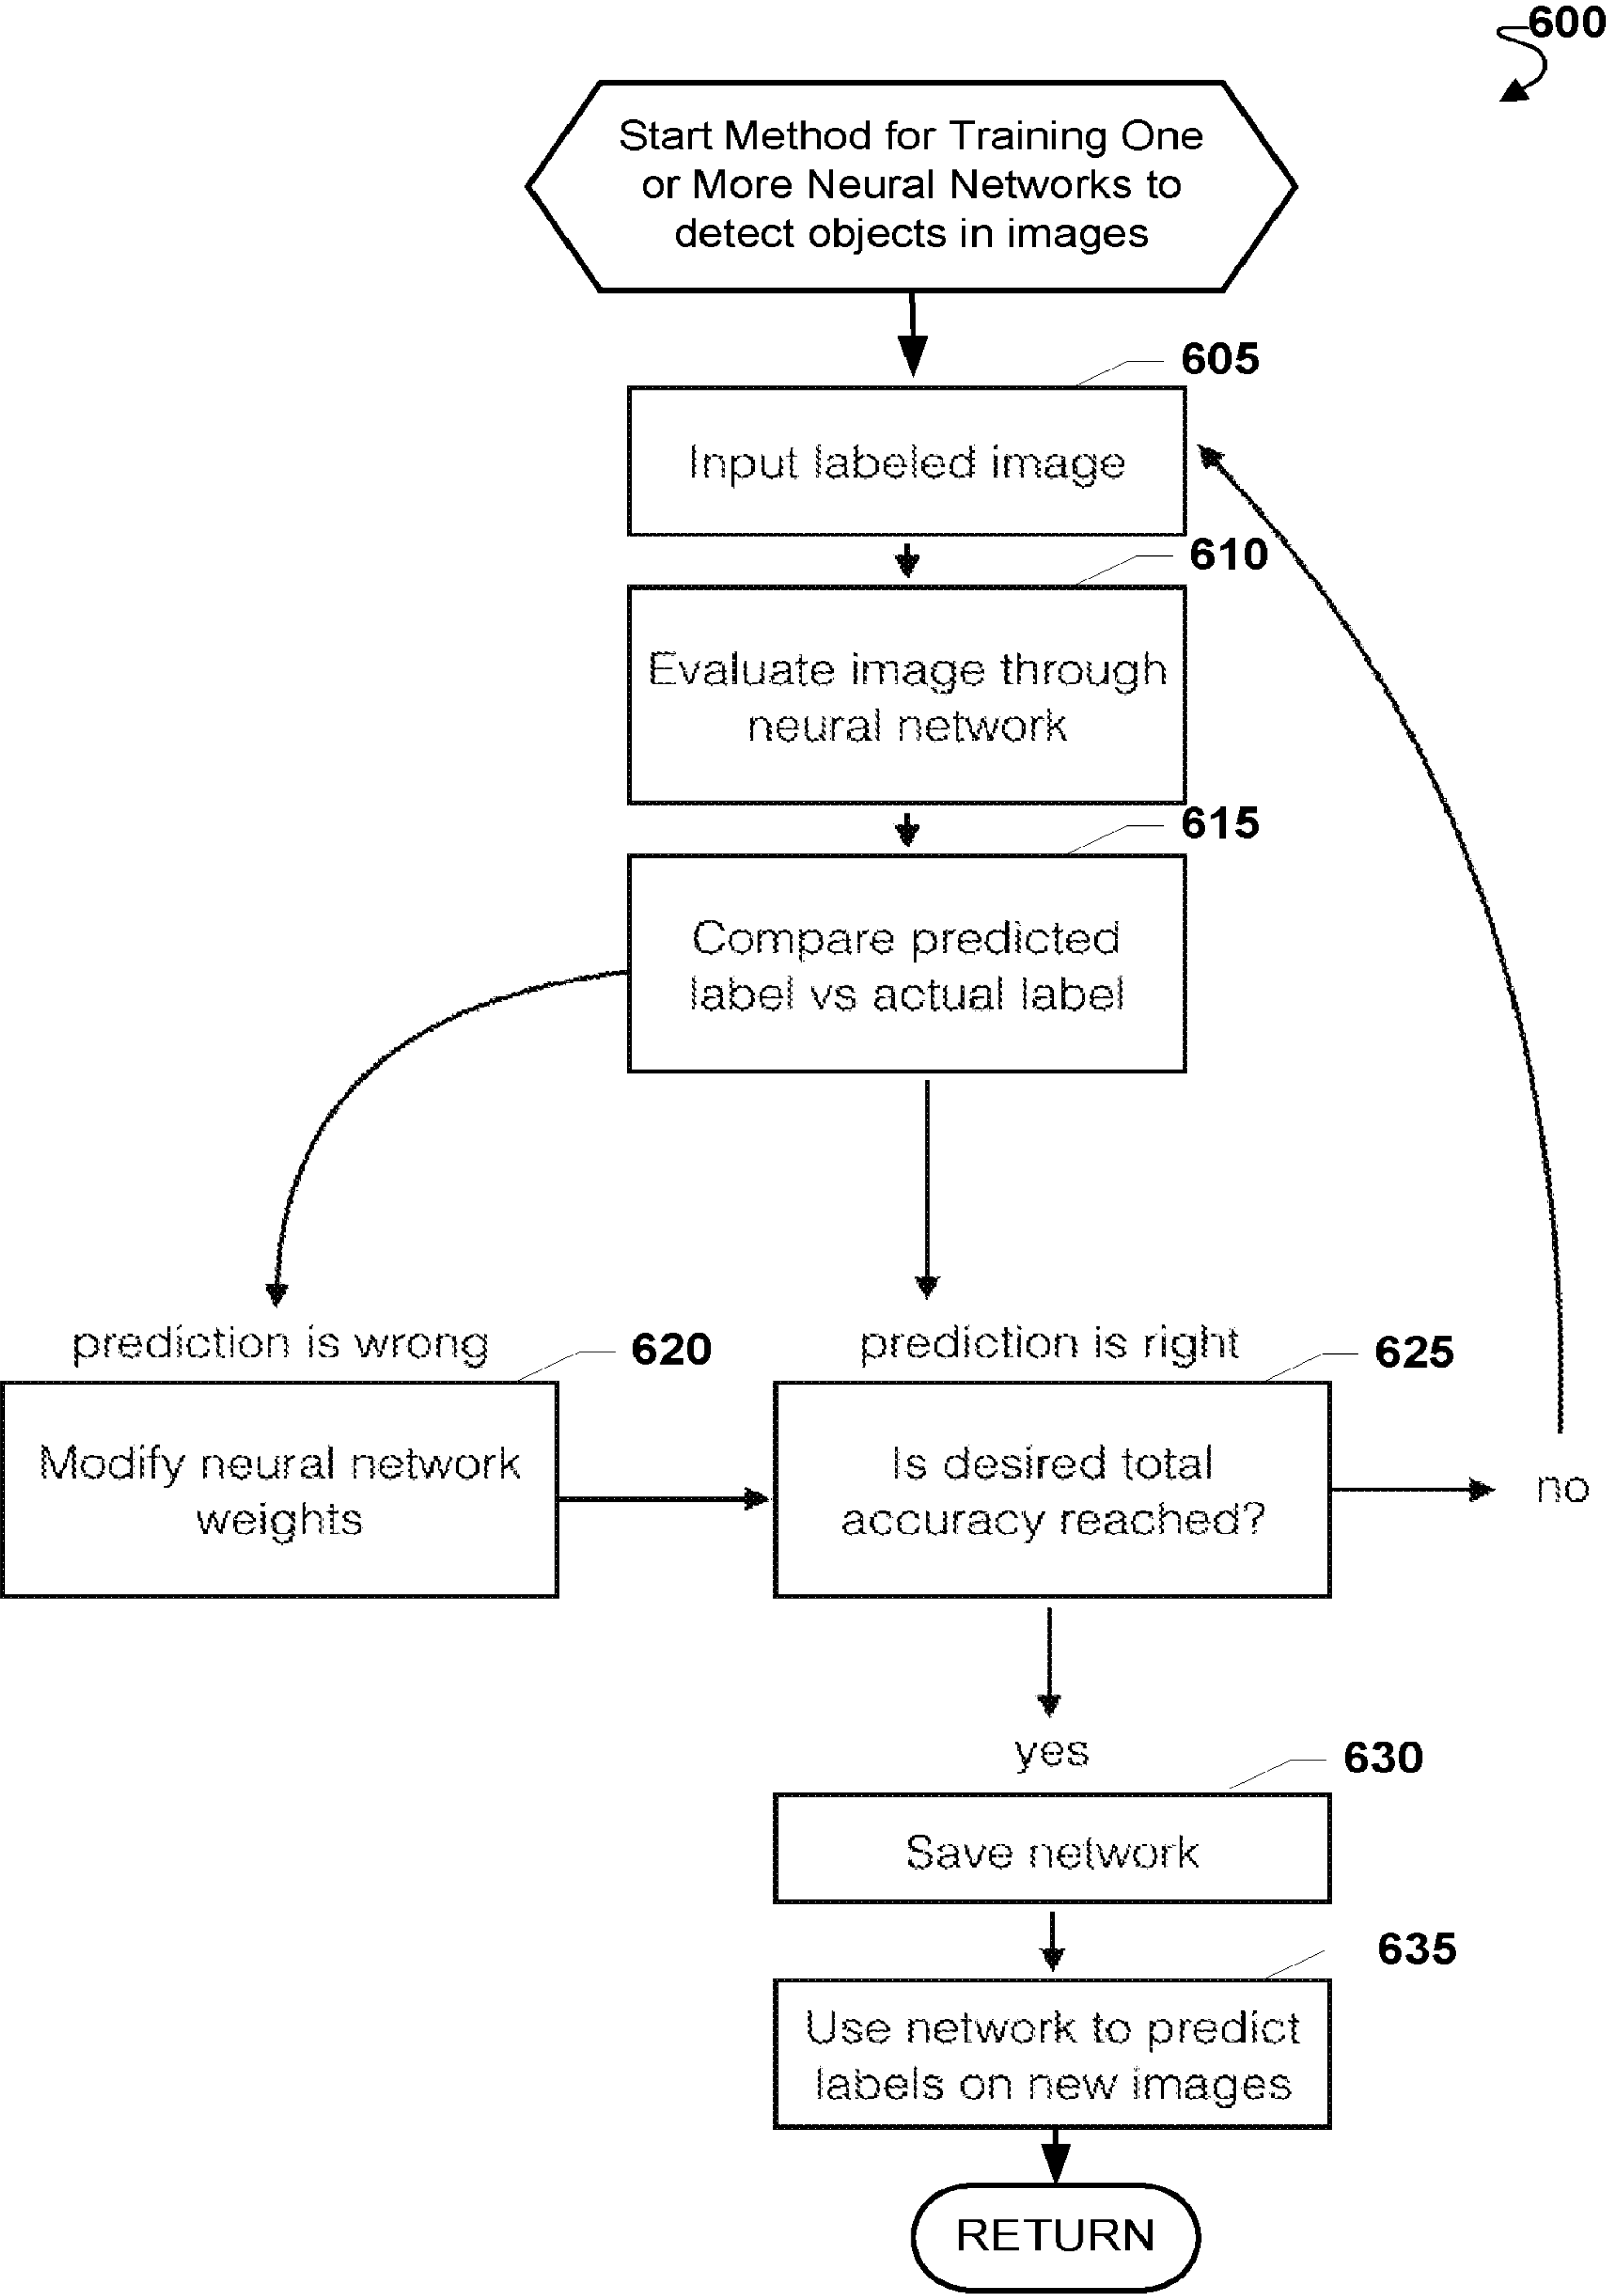 600
Start Method for Training One
or More Neural Networks to
detect objects in images
605
Input labeled image
610
Evaluate image through
neural network
615
Compare predicted
label vs actual label
prediction is wrong
620
prediction is right
625
Modify neural network
weights
Is desired total
accuracy reached?
no
yes
630
Save network
635
Use network to predict
labels on new images
RETURN